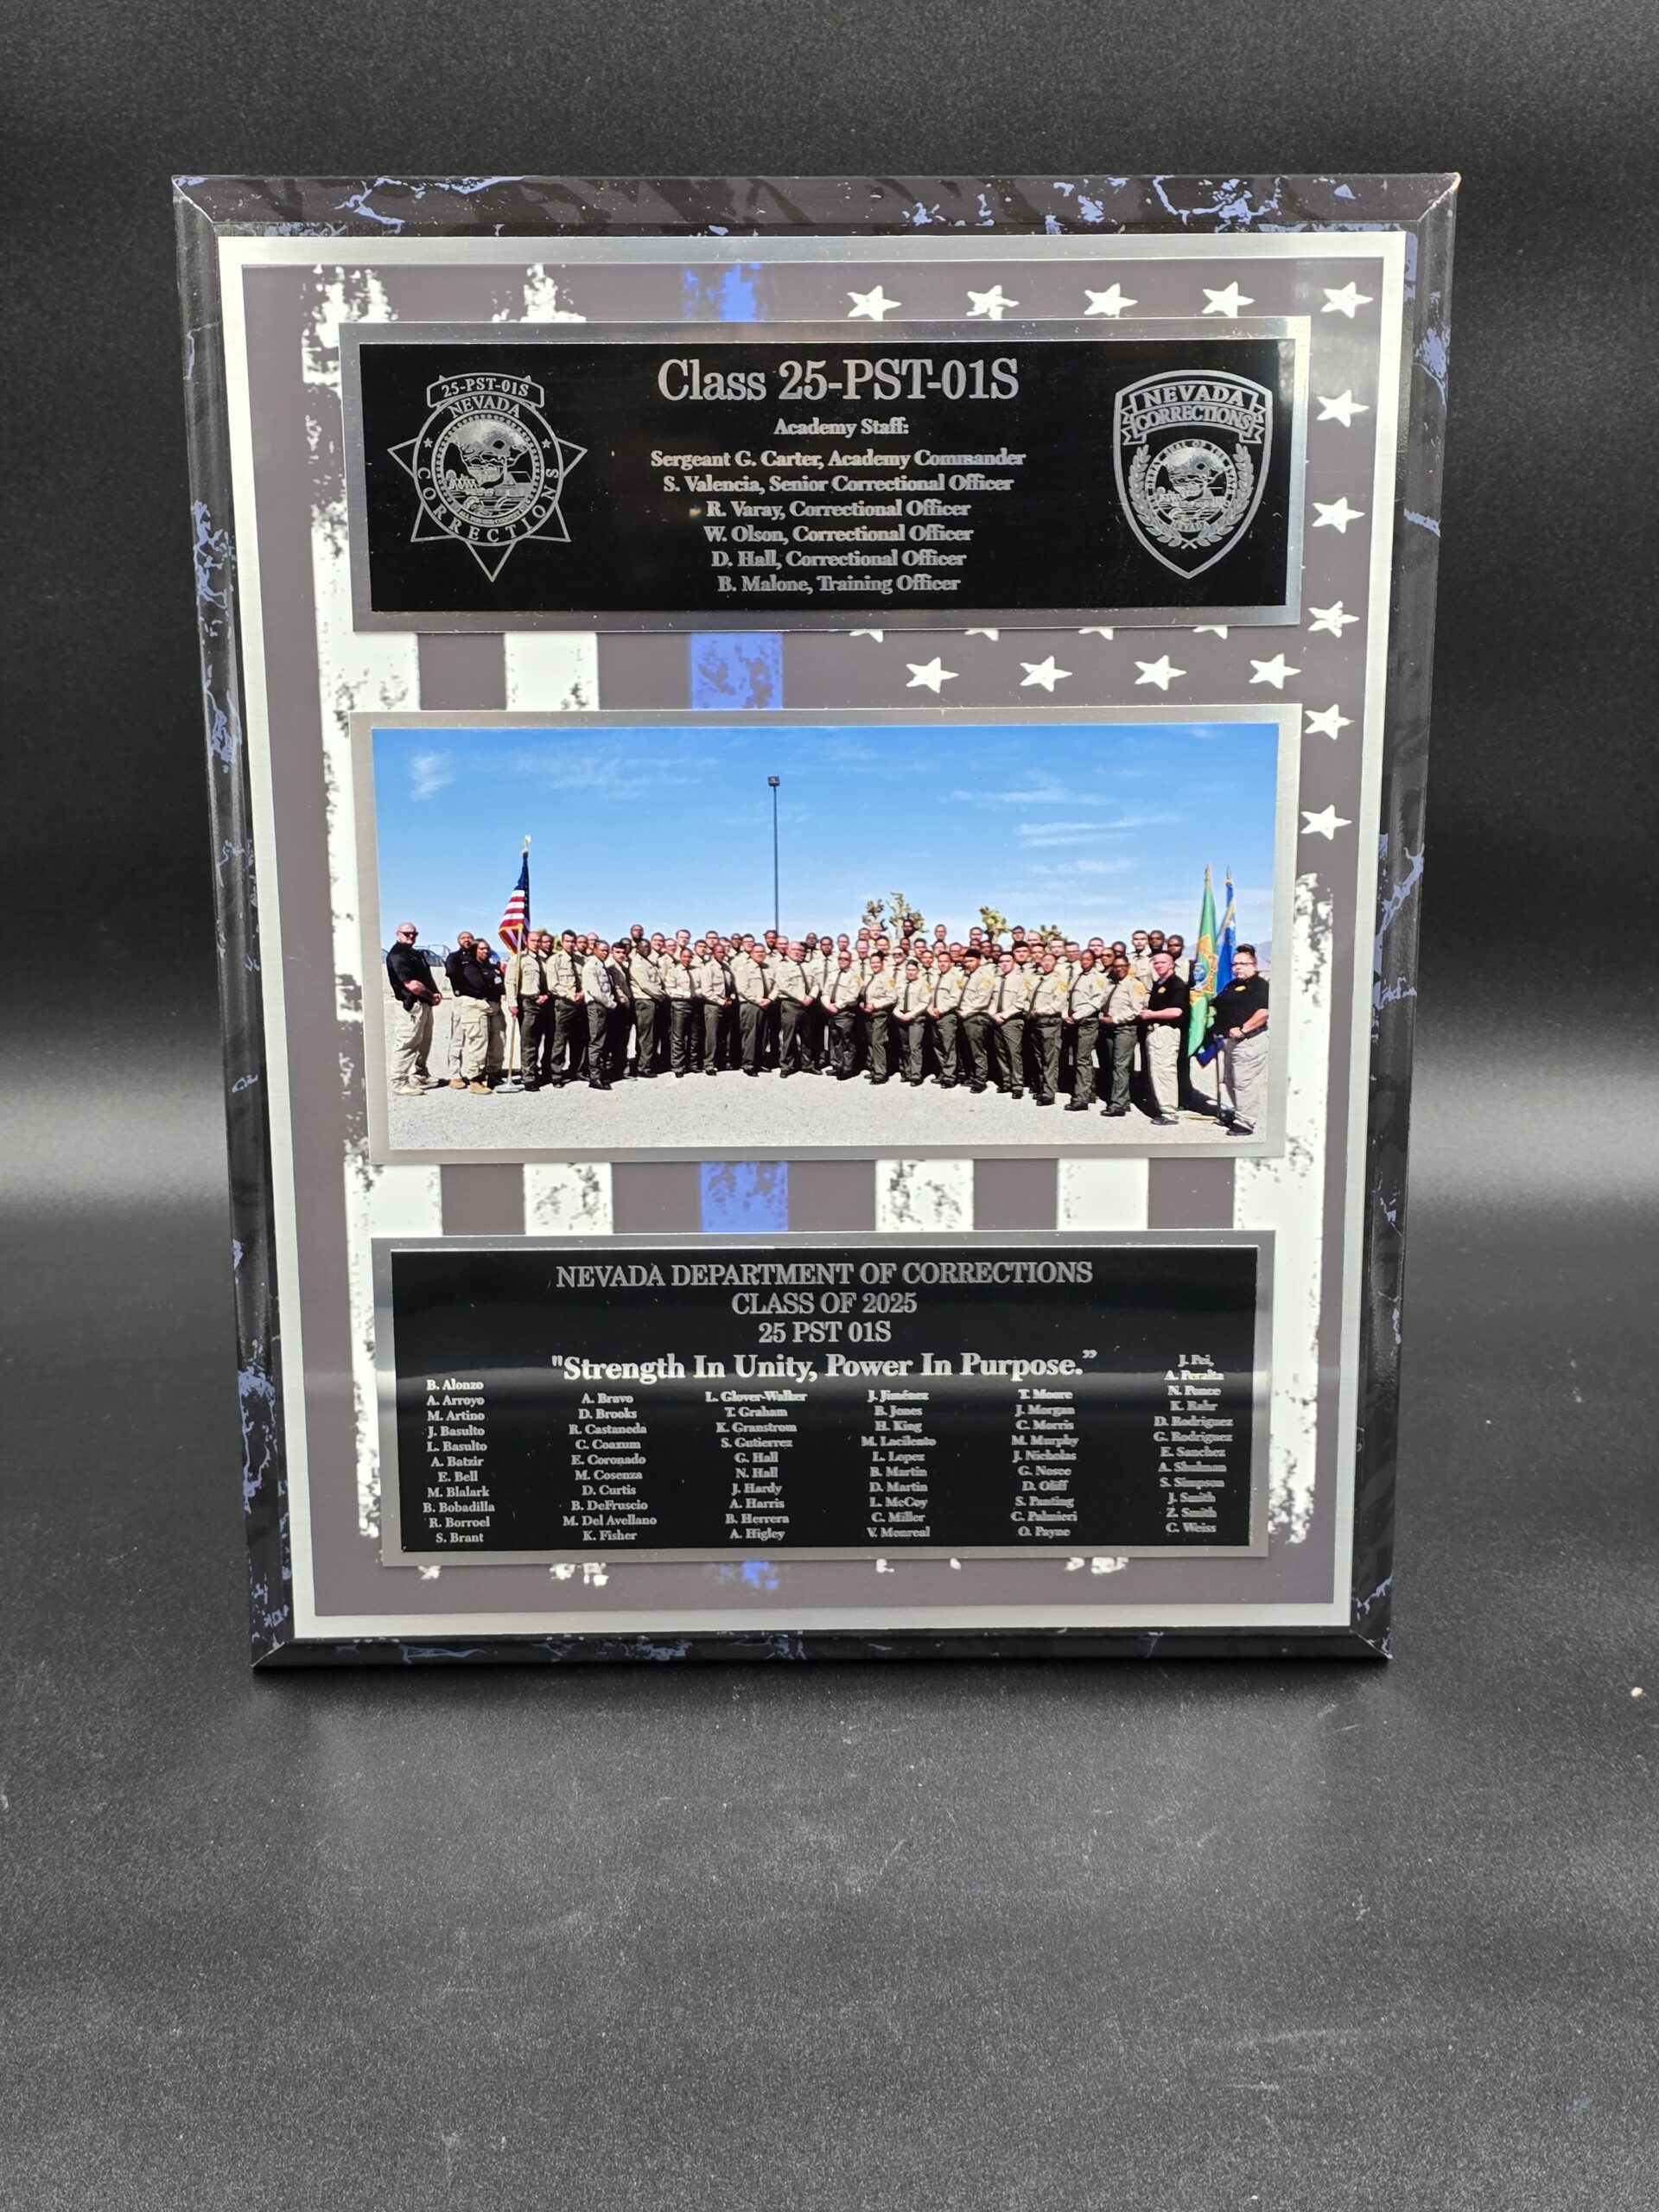 25-PST-01S
NEVADA
CORRECTIONS
Class 25-PST-01S
Academy Staff:
Sergeant G. Carter, Academy Commander
S. Valencia, Senior Correctional Officer
R. Varay, Correctional Officer
W. Olson, Correctional Officer
D. Hall, Correctional Officer
B. Malone, Training Officer
NEVADA
CORRECTIONS
NEVADA DEPARTMENT OF CORRECTIONS
CLASS OF 2025
25 PST 01S
"Strength In Unity, Power In Purpose.”
B. Alonzo
A. Arroyo
M. Artino
J. Basulto
L. Basulto
A. Batzir
E. Bell
M. Blalark
B. Bobadilla
R. Borroel
S. Brant
A. Bravo
D. Brooks
R. Castaneda
C. Coaxum
E. Coronado
M. Cosenza
D. Curtis
B. DeFruscio
M. Del Avellano
K. Fisher
L. Glover-Walker
T. Graham
K. Granstrom
S. Gutierrez
G. Hall
N. Hall
J. Hardy
A. Harris
B. Herrera
A. Higley
J. Jiménez
B. Jones
H. King
M. Lacilento
L. Lopez
B. Martin
D. Martin
L. McCoy
C. Miller
V. Monreal
T. Moore
J. Morgan
C. Morris
M. Murphy
J. Nicholas
G. Nosce
D. Oliff
S. Panting
C. Palmieri
O. Payne
J. Pei,
A. Peralta
N. Ponce
K. Rahr
D. Rodriguez
G. Rodriguez
E. Sanchez
A. Shulman
S. Simpson
J. Smith
Z. Smith
C. Weiss